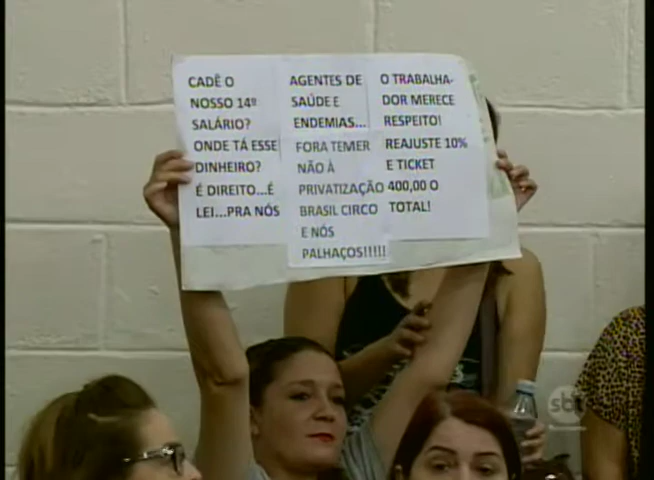 CADÊ O
NOSSO 14º
SALÁRIO?
ONDE TÁ ESSE
DINHEIRO?
É DIREITO...É
LEI...PRA NÓS
AGENTES DE
SAÚDE E
ENDEMIAS...
FORA TEMER
NÃO À
PRIVATIZAÇÃO
BRASIL CIRCO
E NÓS
PALHAÇOS!!!!!
O TRABALHA-
DOR MERECE
RESPEITO!
REAJUSTE 10%
E TICKET
400,00 O
TOTAL!
sbt